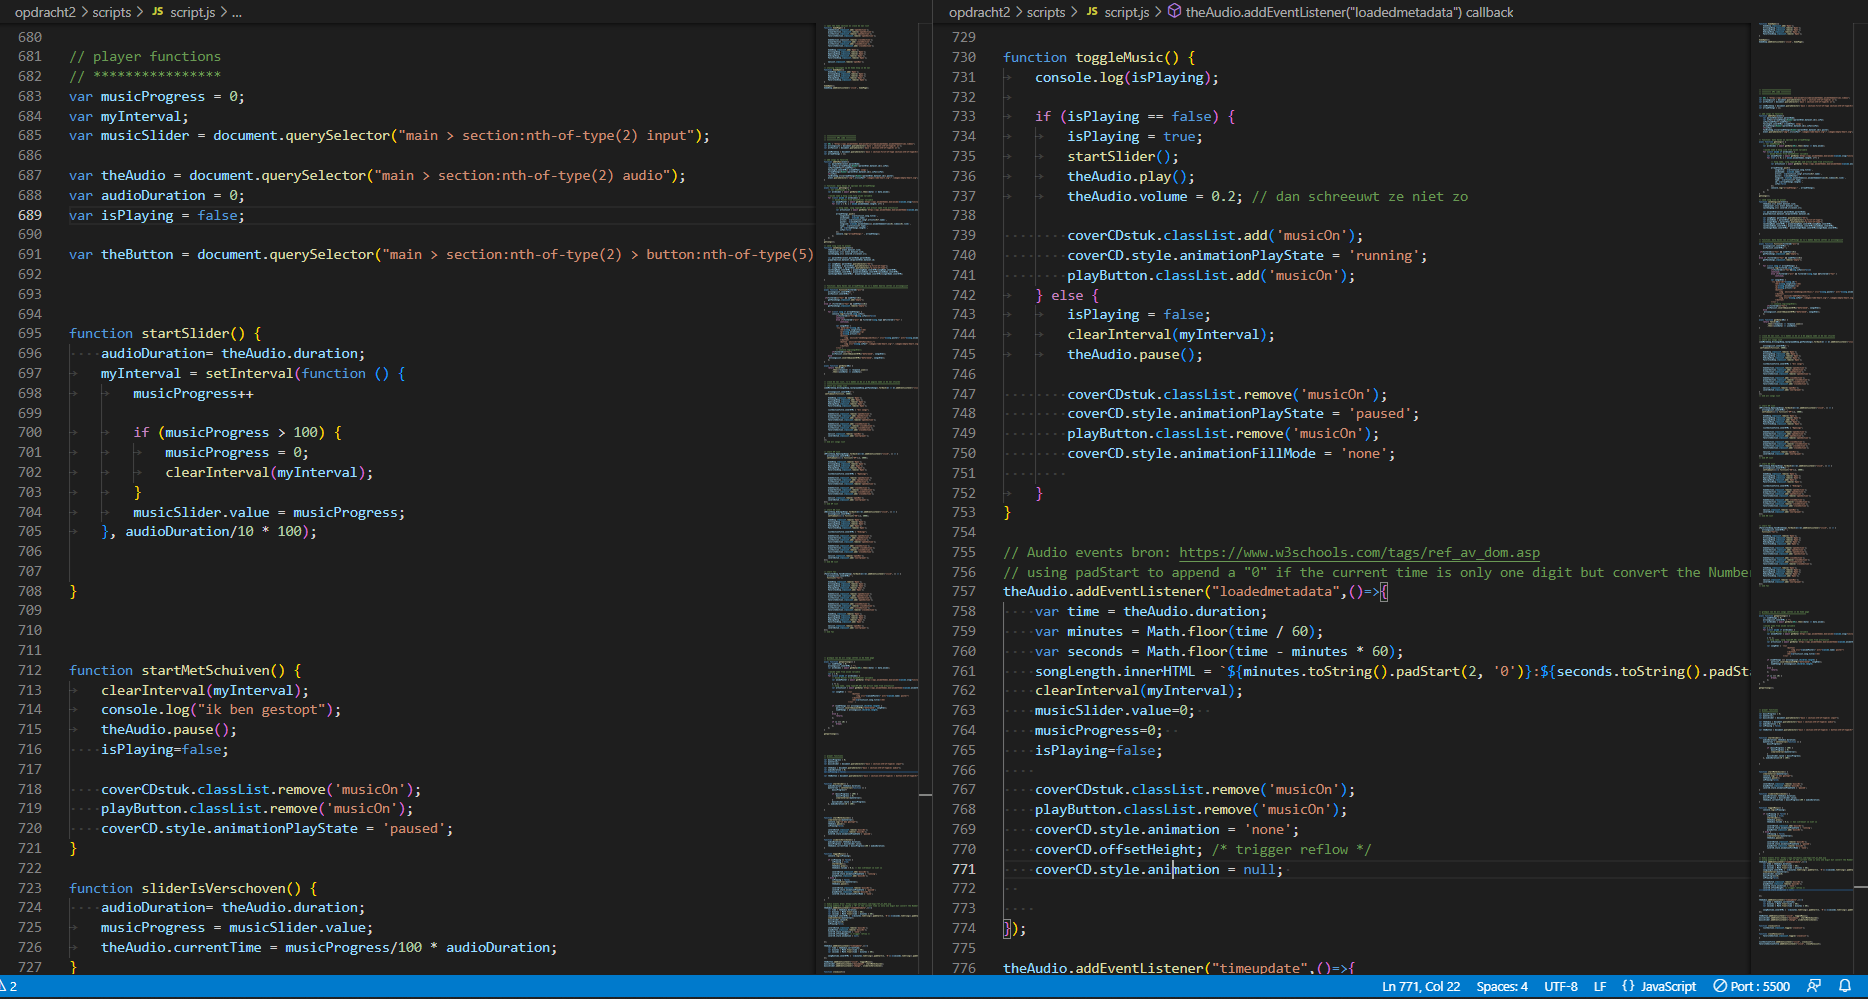 opdracht2 > scripts > JS script.js > ...
680
681 // player functions
682 // ****************
683 var musicProgress = 0;
684 var myInterval;
685 var musicSlider = document.querySelector("main > section:nth-of-type(2) input");
686
687 var theAudio = document.querySelector("main > section:nth-of-type(2) audio");
688 var audioDuration = 0;
689 var isPlaying = false;
690
691 var theButton = document.querySelector("main > section:nth-of-type(2) > button:nth-of-type(5)
692
693
694
695 function startSlider() {
696 audioDuration= theAudio.duration;
697 myInterval = setInterval(function () {
698 musicProgress++
699
700 if (musicProgress > 100) {
701 musicProgress = 0;
702 clearInterval(myInterval);
703 }
704 musicSlider.value = musicProgress;
705 }, audioDuration/10 * 100);
706
707
708 }
709
710
711
712 function startMetSchuiven() {
713 clearInterval(myInterval);
714 console.log("ik ben gestopt");
715 theAudio.pause();
716 isPlaying=false;
717
718 coverCDstuk.classList.remove('musicOn');
719 playButton.classList.remove('musicOn');
720 coverCD.style.animationPlayState = 'paused';
721 }
722
723 function sliderIsVerschoven() {
724 audioDuration= theAudio.duration;
725 musicProgress = musicSlider.value;
726 theAudio.currentTime = musicProgress/100 * audioDuration;
727 }
opdracht2 > scripts > JS script.js > theAudio.addEventListener("loadedmetadata") callback
729
730 function toggleMusic() {
731 console.log(isPlaying);
732
733 if (isPlaying == false) {
734 isPlaying = true;
735 startSlider();
736 theAudio.play();
737 theAudio.volume = 0.2; // dan schreeuwt ze niet zo
738
739 coverCDstuk.classList.add('musicOn');
740 coverCD.style.animationPlayState = 'running';
741 playButton.classList.add('musicOn');
742 } else {
743 isPlaying = false;
744 clearInterval(myInterval);
745 theAudio.pause();
746
747 coverCDstuk.classList.remove('musicOn');
748 coverCD.style.animationPlayState = 'paused';
749 playButton.classList.remove('musicOn');
750 coverCD.style.animationFillMode = 'none';
751
752 }
753 }
754
755 // Audio events bron: https://www.w3schools.com/tags/ref_av_dom.asp
756 // using padStart to append a "0" if the current time is only one digit but convert the Number
757 theAudio.addEventListener("loadedmetadata",()=>{
758 var time = theAudio.duration;
759 var minutes = Math.floor(time / 60);
760 var seconds = Math.floor(time - minutes * 60);
761 songLength.innerHTML = `${minutes.toString().padStart(2, '0')}:${seconds.toString().padSt
762 clearInterval(myInterval);
763 musicSlider.value=0;
764 musicProgress=0;
765 isPlaying=false;
766
767 coverCDstuk.classList.remove('musicOn');
768 playButton.classList.remove('musicOn');
769 coverCD.style.animation = 'none';
770 coverCD.offsetHeight; /* trigger reflow */
771 coverCD.style.animation = null;
772
773
774 });
775
776 theAudio.addEventListener("timeupdate",()=>{
2
Ln 771, Col 22 Spaces: 4 UTF-8 LF {} JavaScript Port : 5500